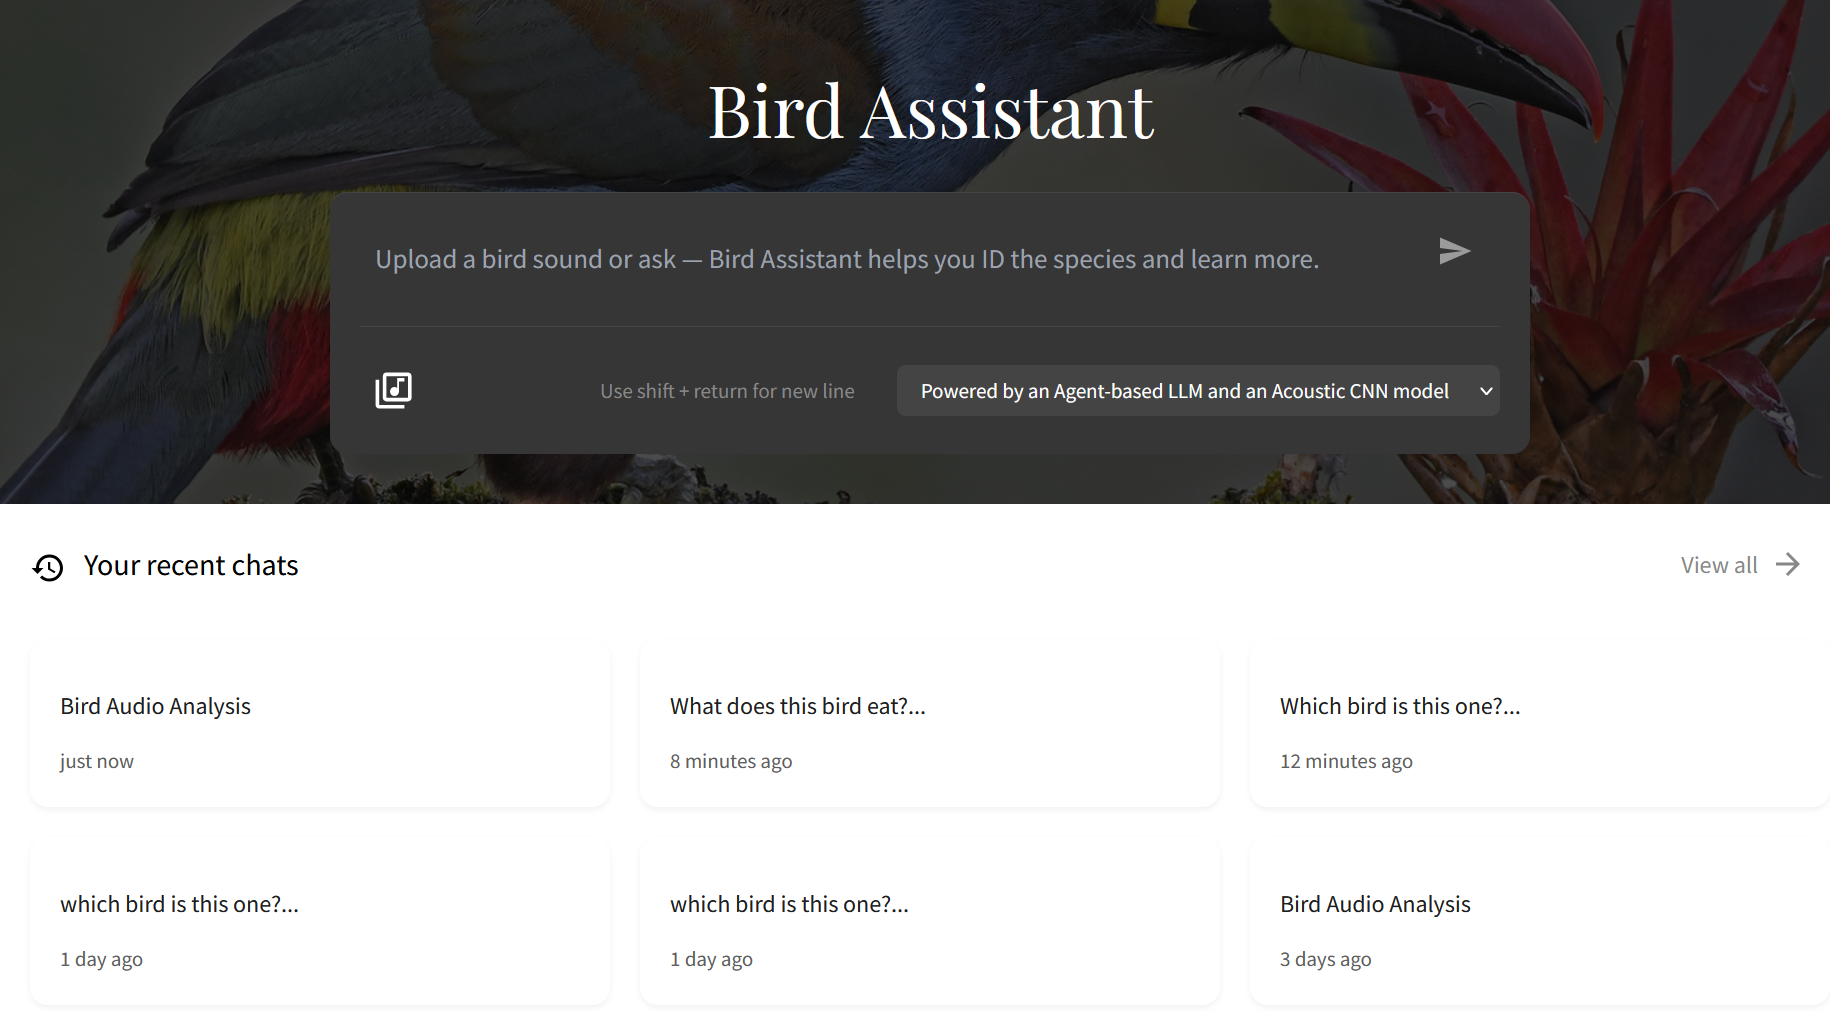 Bird Assistant
Upload a bird sound or ask — Bird Assistant helps you ID the species and learn more.
Use shift + return for new line
Powered by an Agent-based LLM and an Acoustic CNN model
Your recent chats
View all
Bird Audio Analysis
just now
What does this bird eat?...
8 minutes ago
Which bird is this one?...
12 minutes ago
which bird is this one?...
1 day ago
which bird is this one?...
1 day ago
Bird Audio Analysis
3 days ago